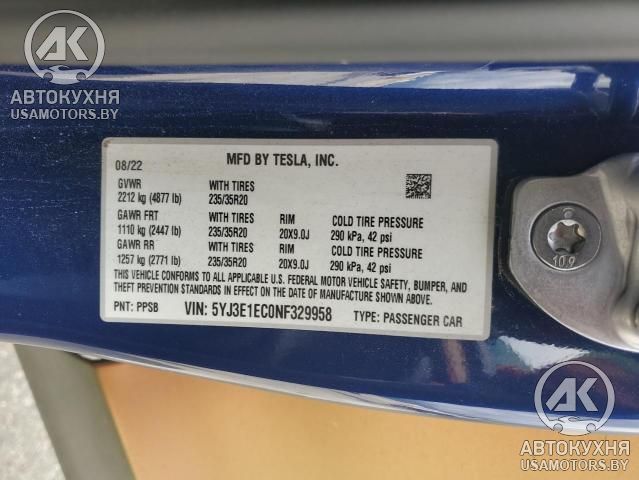 АК
АВТОКУХНЯ
USAMOTORS.BY
08/22 MFD BY TESLA, INC.
GVWR WITH TIRES
2212 kg (4877 lb) 235/35R20
GAWR FRT WITH TIRES RIM COLD TIRE PRESSURE
1110 kg (2447 lb) 235/35R20 20X9.0J 290 kPa, 42 psi
GAWR RR WITH TIRES RIM COLD TIRE PRESSURE
1257 kg (2771 lb) 235/35R20 20X9.0J 290 kPa, 42 psi
THIS VEHICLE CONFORMS TO ALL APPLICABLE U.S. FEDERAL MOTOR VEHICLE SAFETY, BUMPER, AND
THEFT PREVENTION STANDARDS IN EFFECT ON THE DATE OF MANUFACTURE SHOWN ABOVE.
PNT: PPSB VIN: 5YJ3E1EC0NF329958 TYPE: PASSENGER CAR
10.9
АК
АВТОКУХНЯ
USAMOTORS.BY